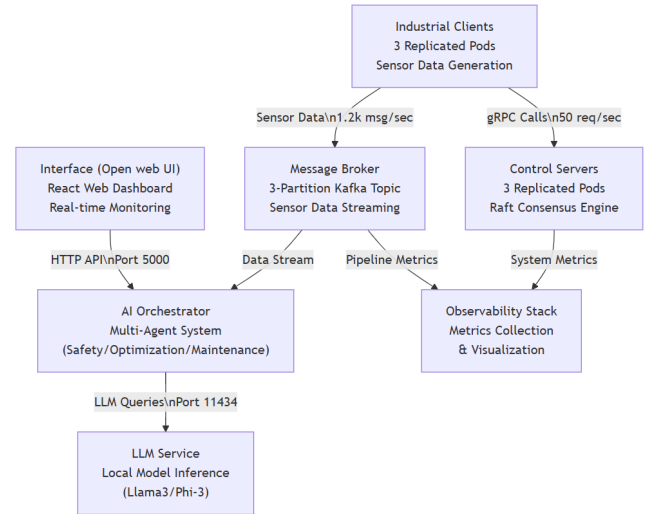 Industrial Clients
3 Replicated Pods
Sensor Data Generation
Sensor Data\n1.2k msg/sec
gRPC Calls\n50 req/sec
Interface (Open web UI)
React Web Dashboard
Real-time Monitoring
Message Broker
3-Partition Kafka Topic
Sensor Data Streaming
Control Servers
3 Replicated Pods
Raft Consensus Engine
HTTP API\nPort 5000
Data Stream
Pipeline Metrics
System Metrics
AI Orchestrator
Multi-Agent System
(Safety/Optimization/Maintenance)
Observability Stack
Metrics Collection
& Visualization
LLM Queries\nPort 11434
LLM Service
Local Model Inference
(Llama3/Phi-3)